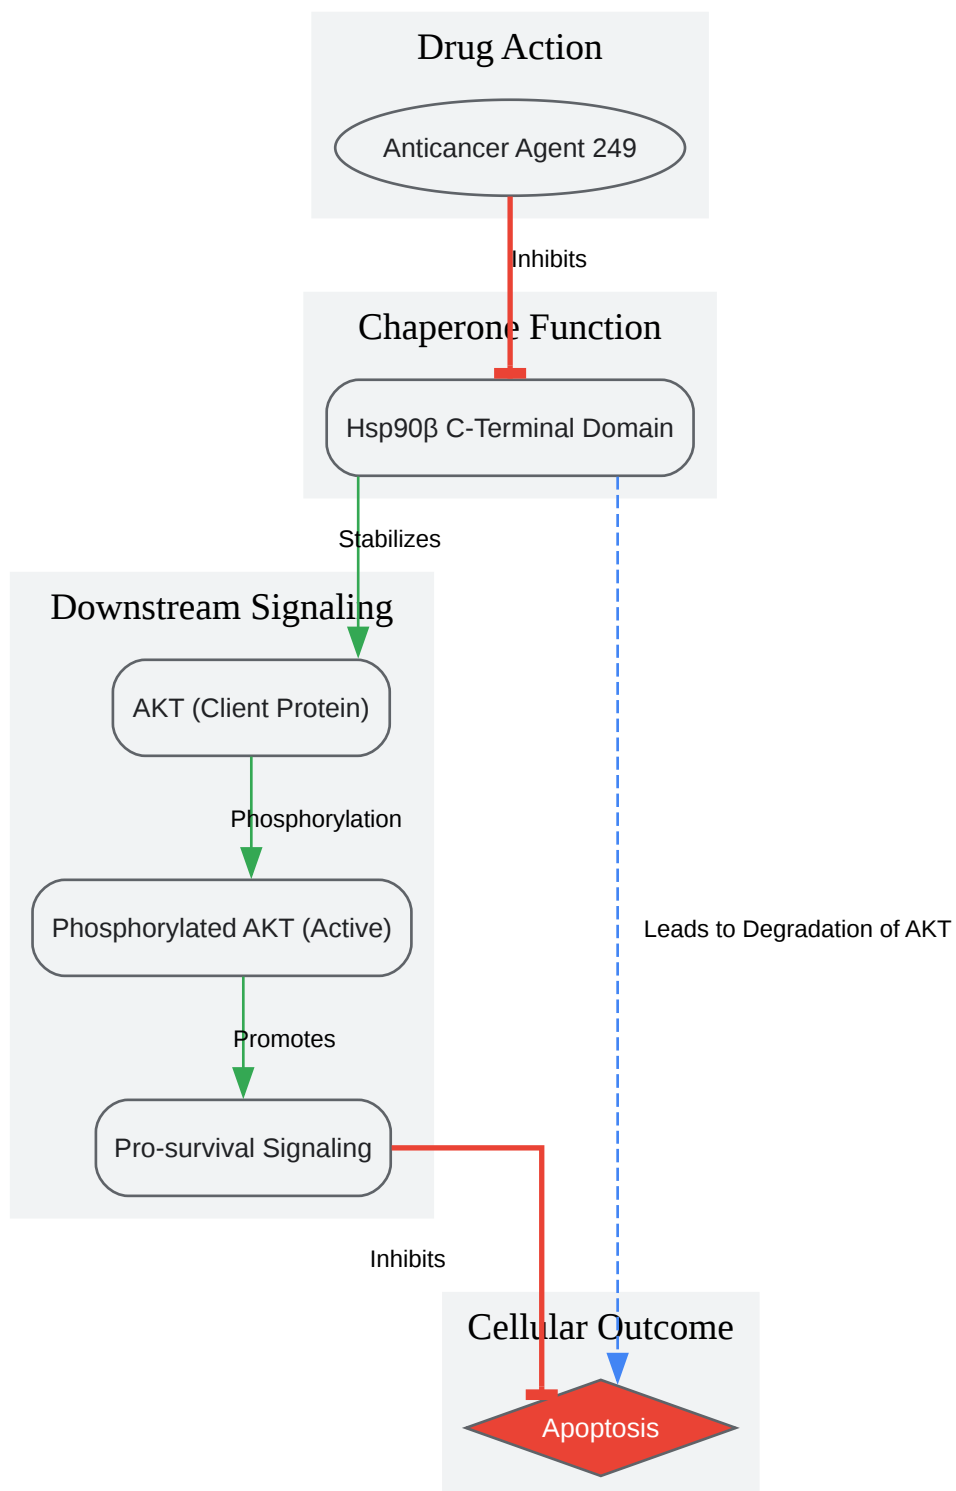 Drug Action
Anticancer Agent 249
Inhibits
Chaperone Function
Hsp90β C-Terminal Domain
Stabilizes
Downstream Signaling
AKT (Client Protein)
Phosphorylation
Phosphorylated AKT (Active)
Leads to Degradation of AKT
Promotes
Pro-survival Signaling
Inhibits
Cellular Outcome
Apoptosis